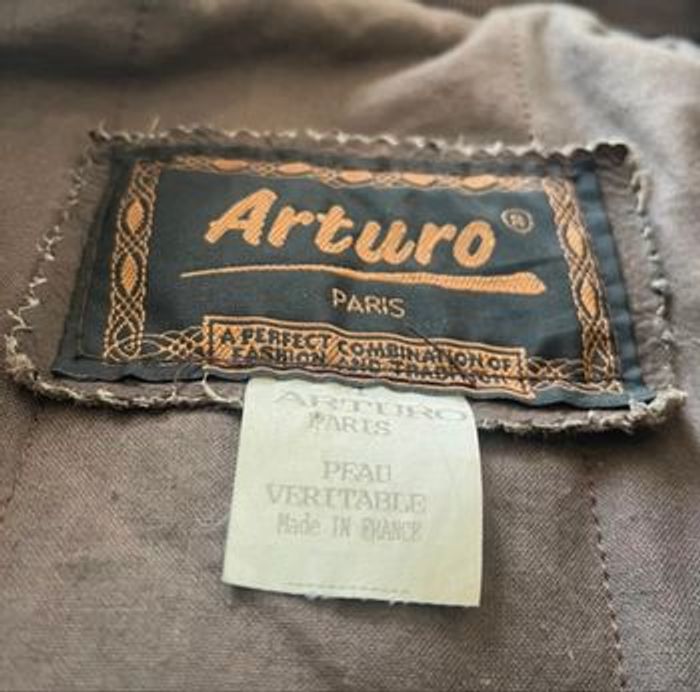 Arturo ®
PARIS
A PERFECT COMBINATION OF
FASHION AND TRADITION
ARTURO
PARIS
PEAU
VERITABLE
Made IN FRANCE